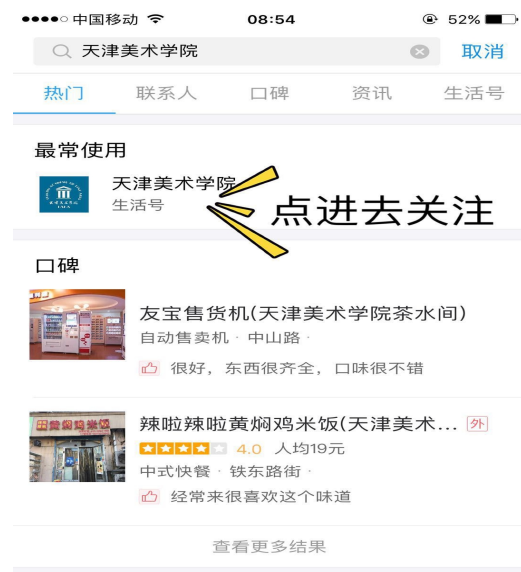 中国移动 08:54 52%
天津美术学院 取消
热门 联系人 口碑 资讯 生活号
最常使用
天津美术学院
生活号
点进去关注
口碑
友宝售货机(天津美术学院茶水间)
自动售卖机 · 中山路 ·
很好，东西很齐全，口味很不错
辣啦辣啦黄焖鸡米饭(天津美术... 外
4.0 人均19元
中式快餐 · 铁东路街 ·
经常来很喜欢这个味道
黄焖鸡米饭
查看更多结果